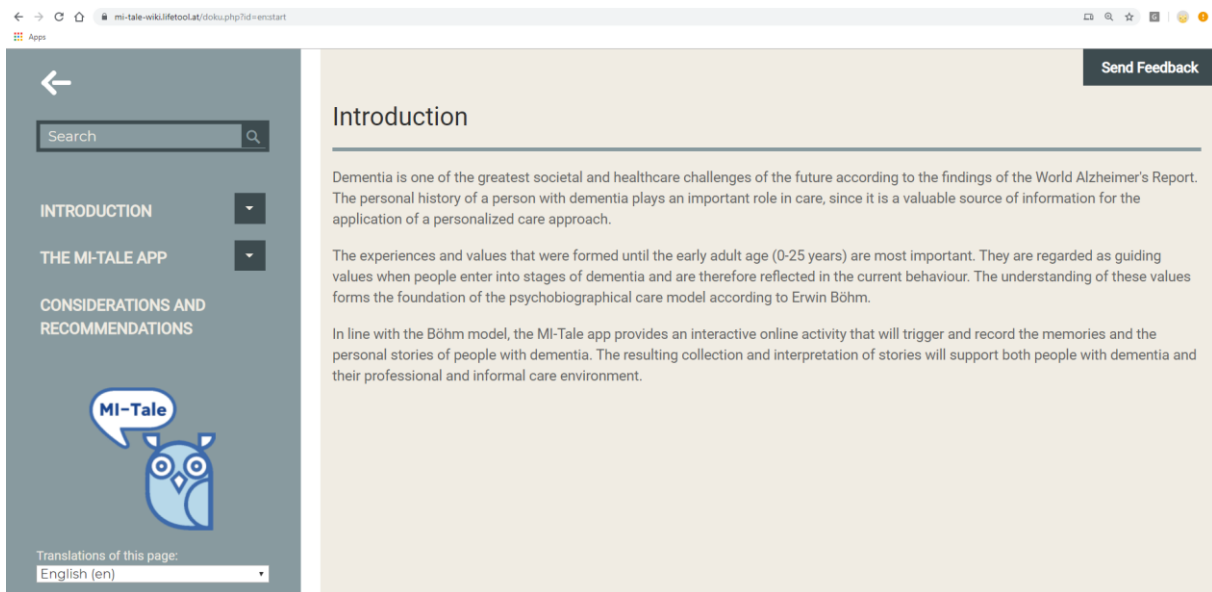 mi-tale-wiki.lifetool.at/doku.php?id=ercstart
Apps
Send Feedback
Search
INTRODUCTION
THE MI-TALE APP
CONSIDERATIONS AND
RECOMMENDATIONS
MI-Tale
Translations of this page:
English (en)
Introduction
Dementia is one of the greatest societal and healthcare challenges of the future according to the findings of the World Alzheimer's Report.
The personal history of a person with dementia plays an important role in care, since it is a valuable source of information for the
application of a personalized care approach.
The experiences and values that were formed until the early adult age (0-25 years) are most important. They are regarded as guiding
values when people enter into stages of dementia and are therefore reflected in the current behaviour. The understanding of these values
forms the foundation of the psychobiographical care model according to Erwin Böhm.
In line with the Böhm model, the MI-Tale app provides an interactive online activity that will trigger and record the memories and the
personal stories of people with dementia. The resulting collection and interpretation of stories will support both people with dementia and
their professional and informal care environment.